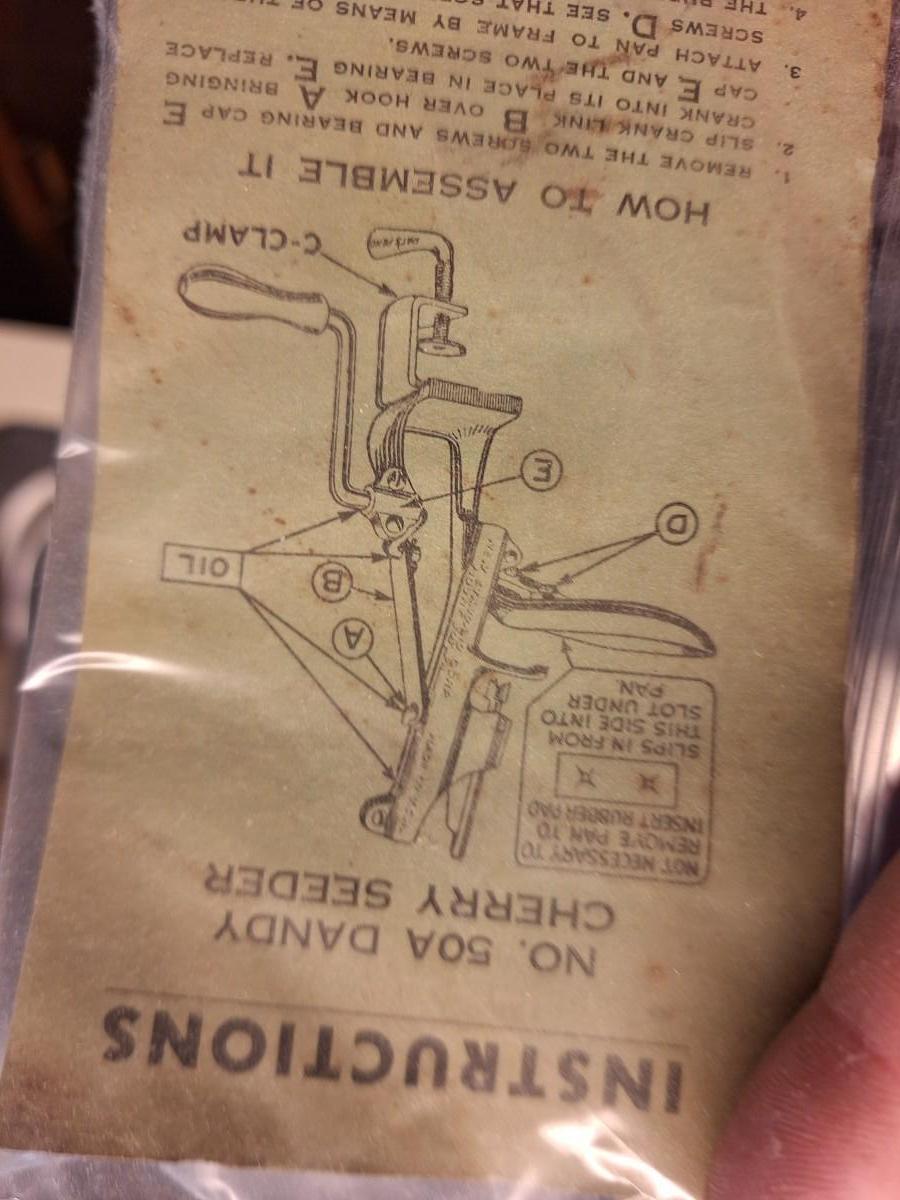 INSTRUCTIONS
NO. 50A DANDY
CHERRY SEEDER
NOT NECESSARY TO
REMOVE PAN TO
INSERT RUBBER PAD
SLIPS IN FROM
THIS SIDE INTO
SLOT UNDER
PAN.
A
B
OIL
D
E
C-CLAMP
HOW TO ASSEMBLE IT
1. REMOVE THE TWO SCREWS AND BEARING CAP E
2. SLIP CRANK LINK B OVER HOOK A BRINGING
CRANK INTO ITS PLACE IN BEARING E. REPLACE
CAP E AND THE TWO SCREWS.
3. ATTACH PAN TO FRAME BY MEANS OF THE
SCREWS D. SEE THAT
4. THE